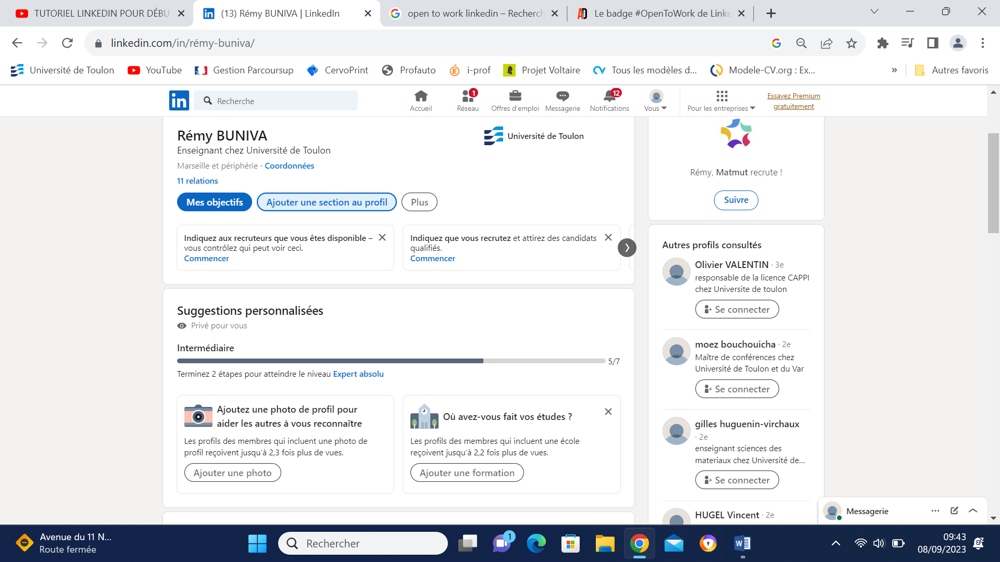 TUTORIEL LINKEDIN POUR DÉBU
(13) Rémy BUNIVA | LinkedIn
open to work linkedin – Recherch
Le badge #OpenToWork de Linke
linkedin.com/in/rémy-buniva/
Université de Toulon
YouTube
Gestion Parcoursup
CervoPrint
Profauto
i-prof
Projet Voltaire
Tous les modèles d...
Modele-CV.org : Ex...
»
Autres favoris
in
Recherche
Accueil
1
Réseau
Offres d'emploi
Messagerie
12
Notifications
Vous
Pour les entreprises
Essayez Premium
gratuitement
Rémy BUNIVA
Enseignant chez Université de Toulon
Marseille et périphérie · Coordonnées
11 relations
Université de Toulon
Mes objectifs
Ajouter une section au profil
Plus
Indiquez aux recruteurs que vous êtes disponible –
vous contrôlez qui peut voir ceci.
Commencer
Indiquez que vous recrutez et attirez des candidats
qualifiés.
Commencer
Suggestions personnalisées
Privé pour vous
Intermédiaire
5/7
Terminez 2 étapes pour atteindre le niveau Expert absolu
Ajoutez une photo de profil pour
aider les autres à vous reconnaître
Les profils des membres qui incluent une photo de
profil reçoivent jusqu'à 2,3 fois plus de vues.
Ajouter une photo
Où avez-vous fait vos études ?
Les profils des membres qui incluent une école
reçoivent jusqu'à 2,2 fois plus de vues.
Ajouter une formation
Rémy, Matmut recrute !
Suivre
Autres profils consultés
Olivier VALENTIN · 3e
responsable de la licence CAPPI
chez Universite de toulon
Se connecter
moez bouchouicha · 2e
Maître de conférences chez
Université de Toulon et du Var
Se connecter
gilles huguenin-virchaux
· 2e
enseignant sciences des
materiaux chez Université de...
Se connecter
HUGEL Vincent · 2e
Messagerie
Avenue du 11 N...
Route fermée
Rechercher
1
09:43
08/09/2023